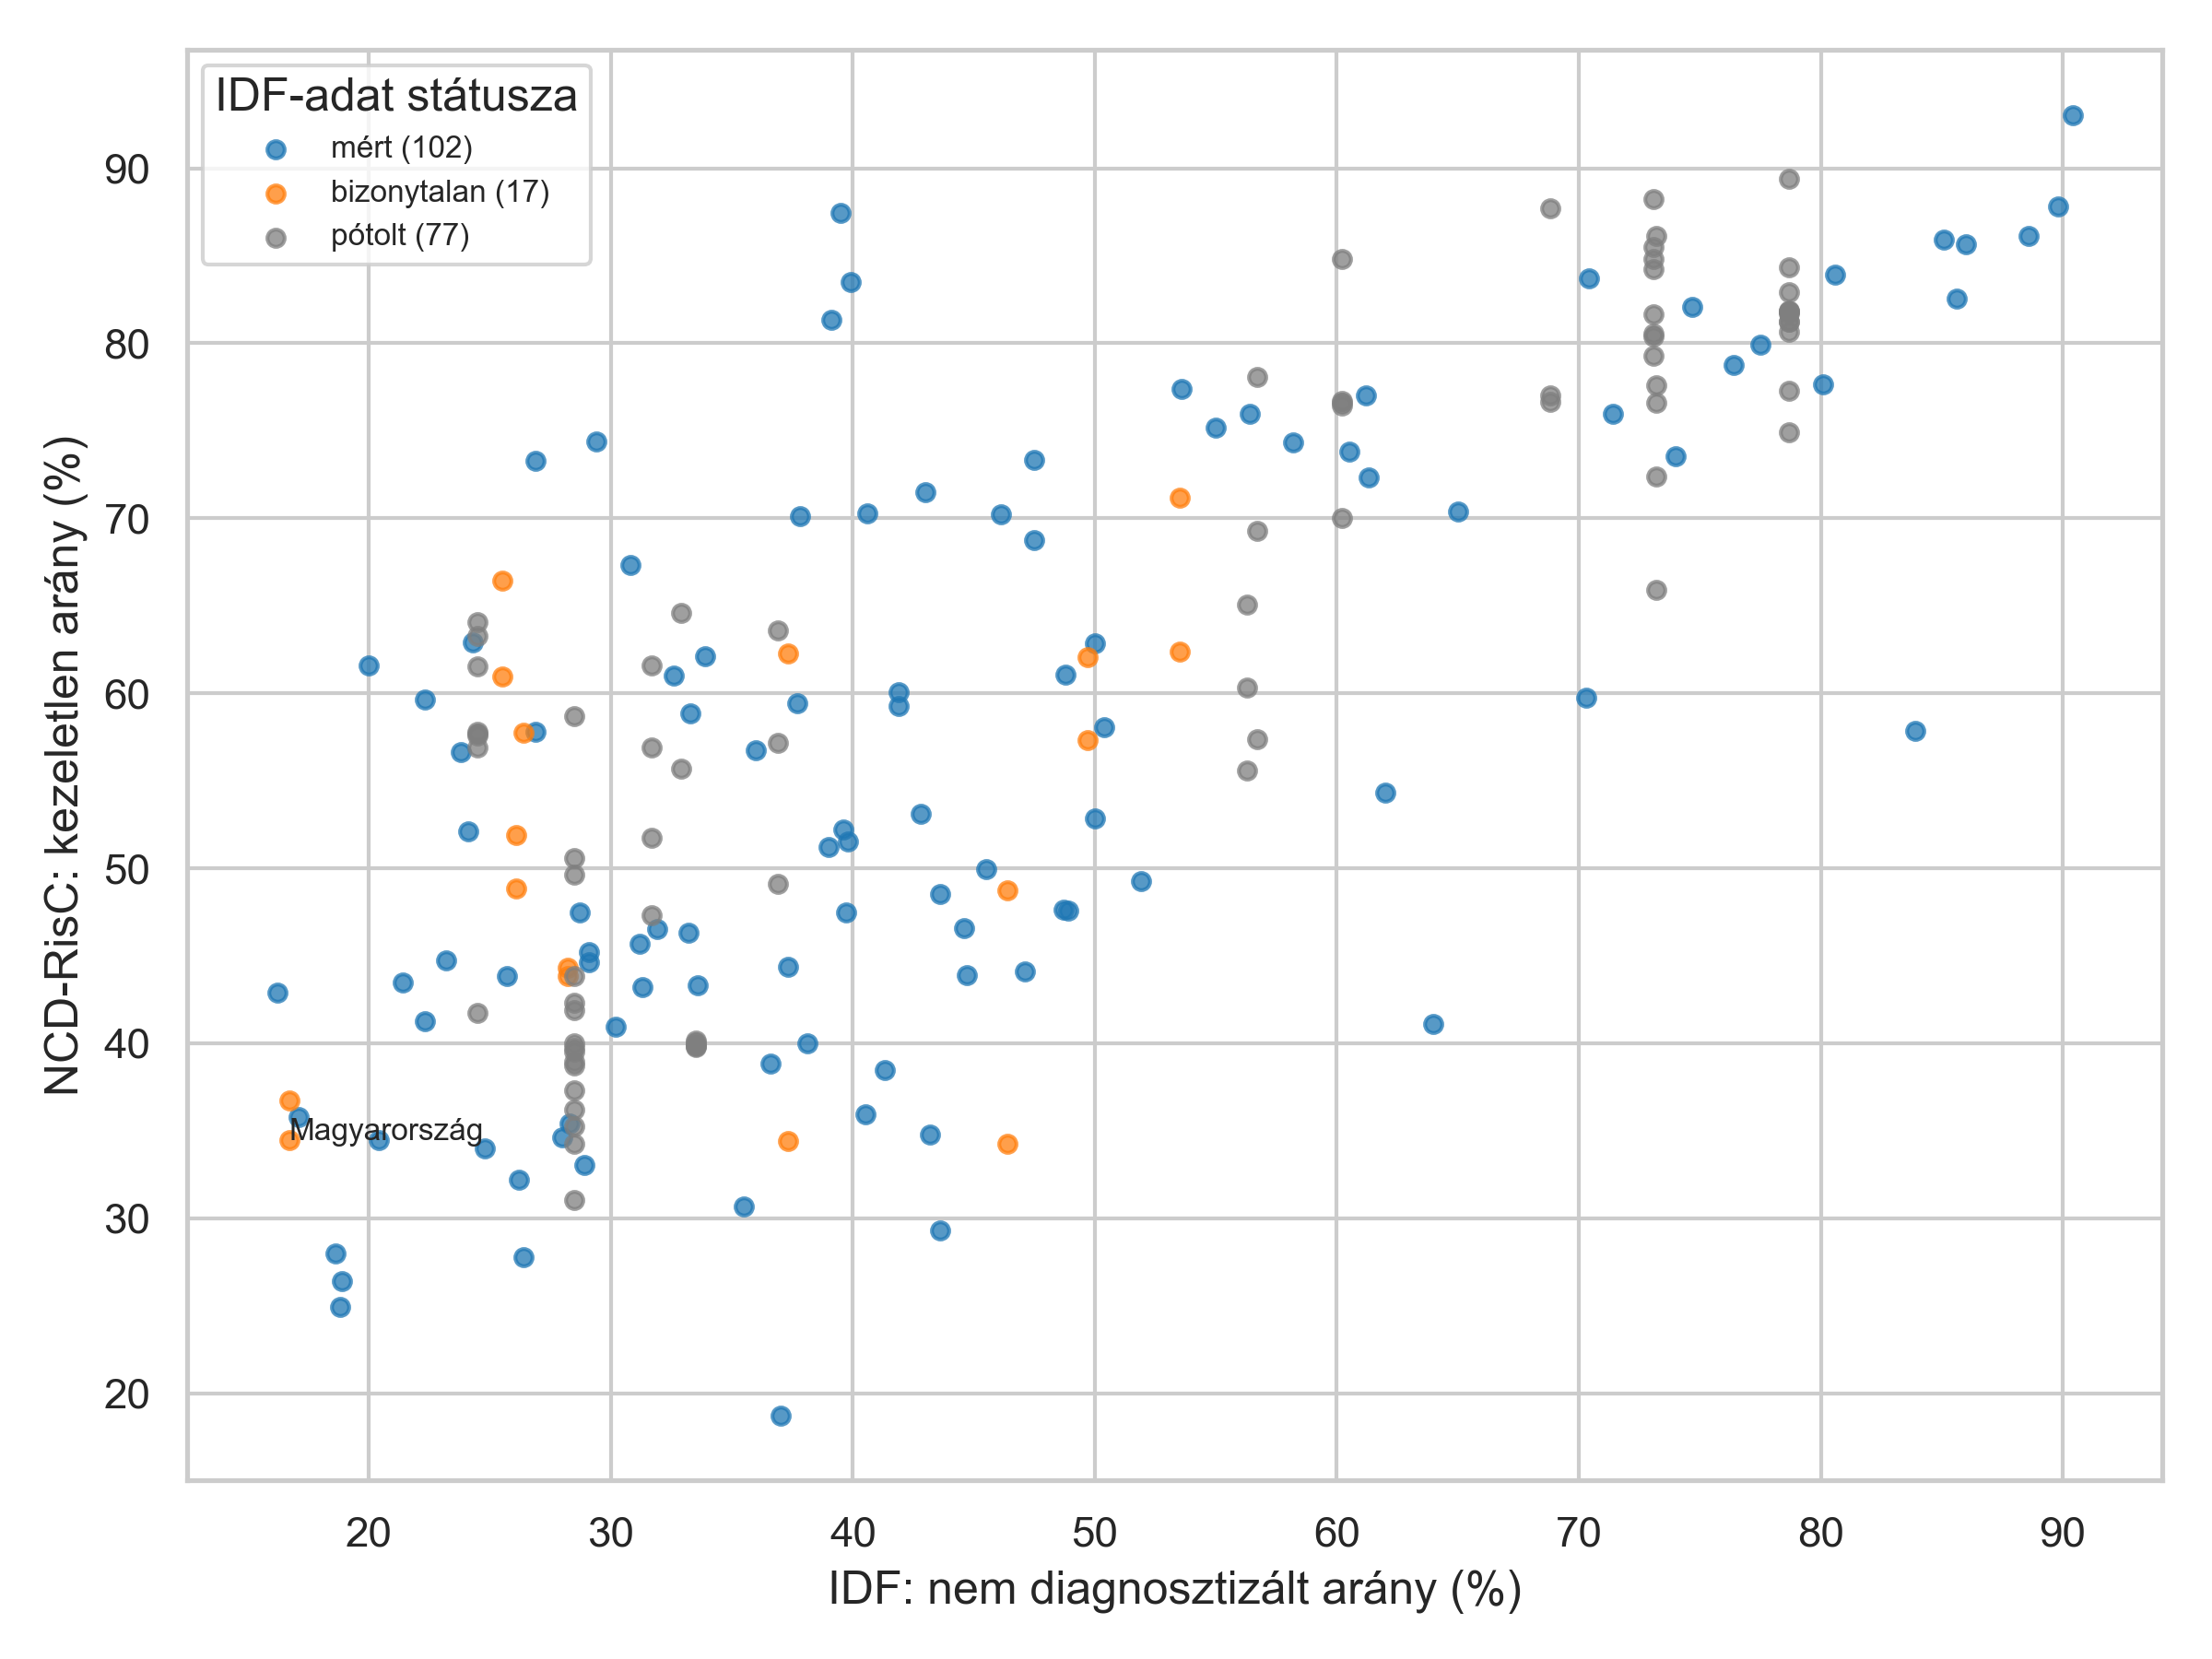 IDF-adat státusza
mért (102)
bizonytalan (17)
pótolt (77)
90
80
70
60
50
40
30
20
NCD-RisC: kezeletlen arány (%)
Magyarország
20 30 40 50 60 70 80 90
IDF: nem diagnosztizált arány (%)